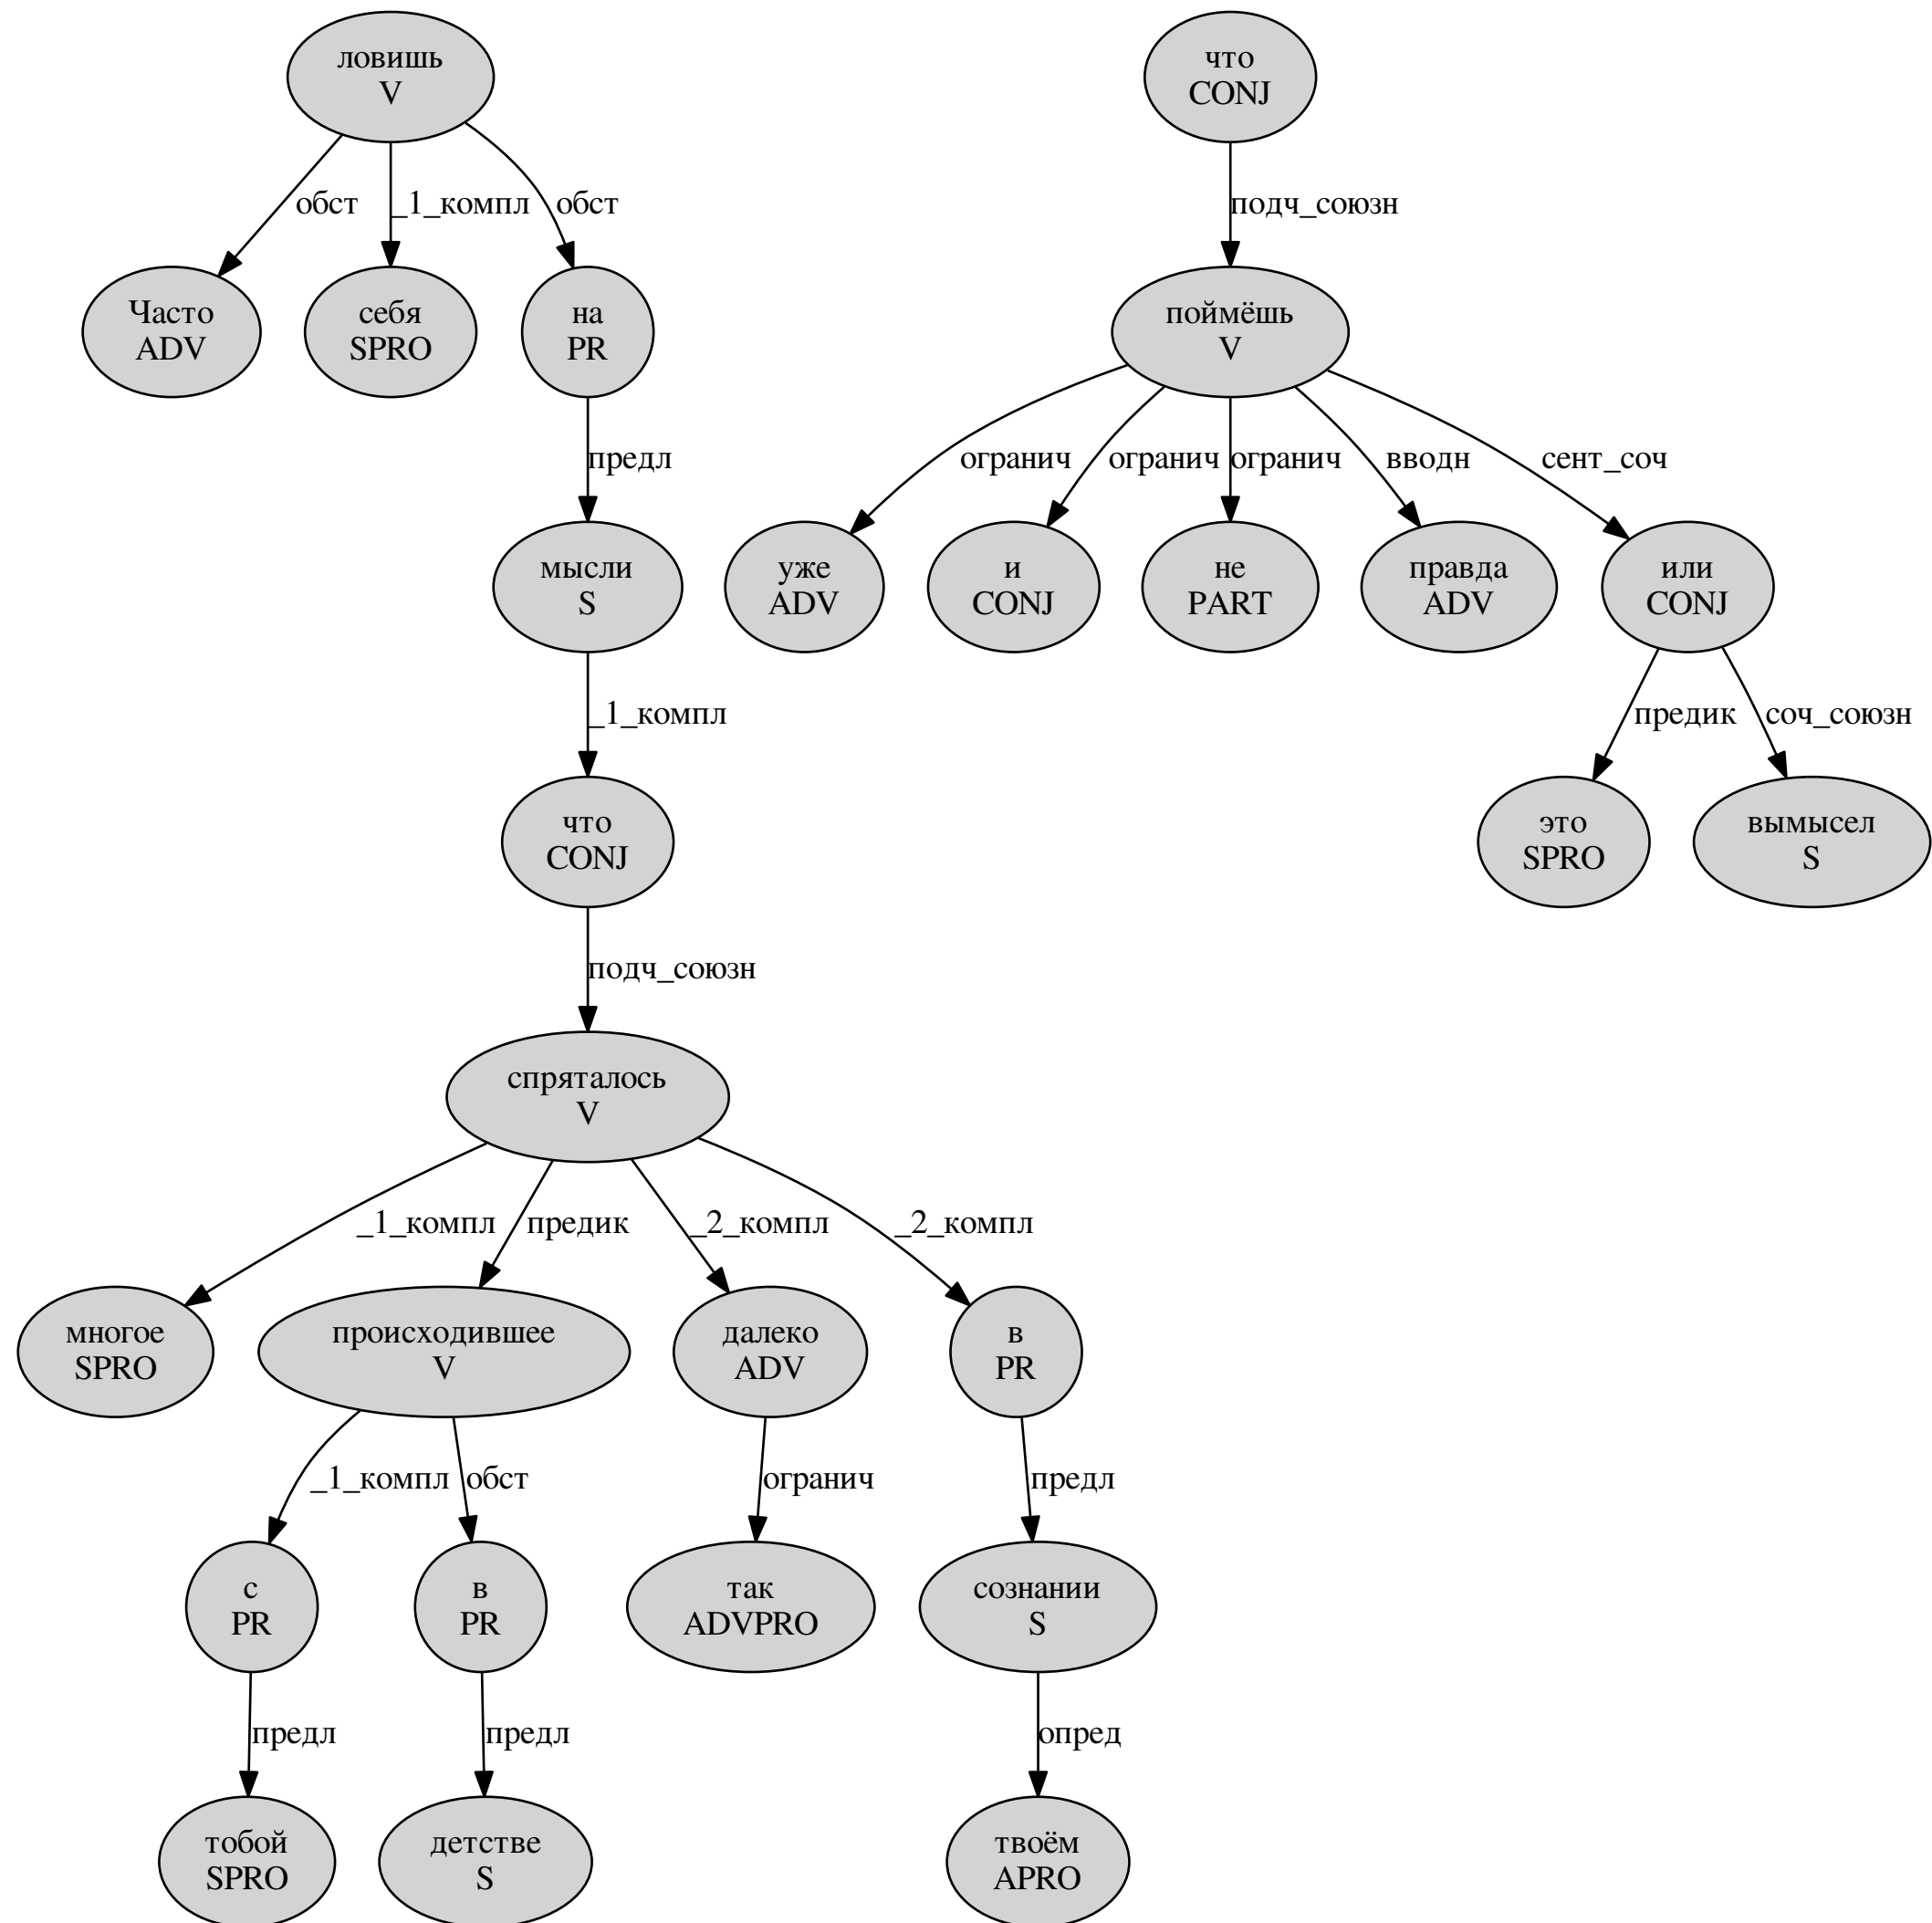 ловишь
V
что
CONJ
обст
_1_компл
обст
подч_союзн
Часто
ADV
себя
SPRO
на
PR
поймёшь
V
предл
огранич
огранич
огранич
вводн
сент_соч
мысли
S
уже
ADV
и
CONJ
не
PART
правда
ADV
или
CONJ
_1_компл
предик
соч_союзн
что
CONJ
это
SPRO
вымысел
S
подч_союзн
спряталось
V
_1_компл
предик
_2_компл
_2_компл
многое
SPRO
происходившее
V
далеко
ADV
в
PR
_1_компл
обст
огранич
предл
с
PR
в
PR
так
ADVPRO
сознании
S
предл
предл
опред
тобой
SPRO
детстве
S
твоём
APRO